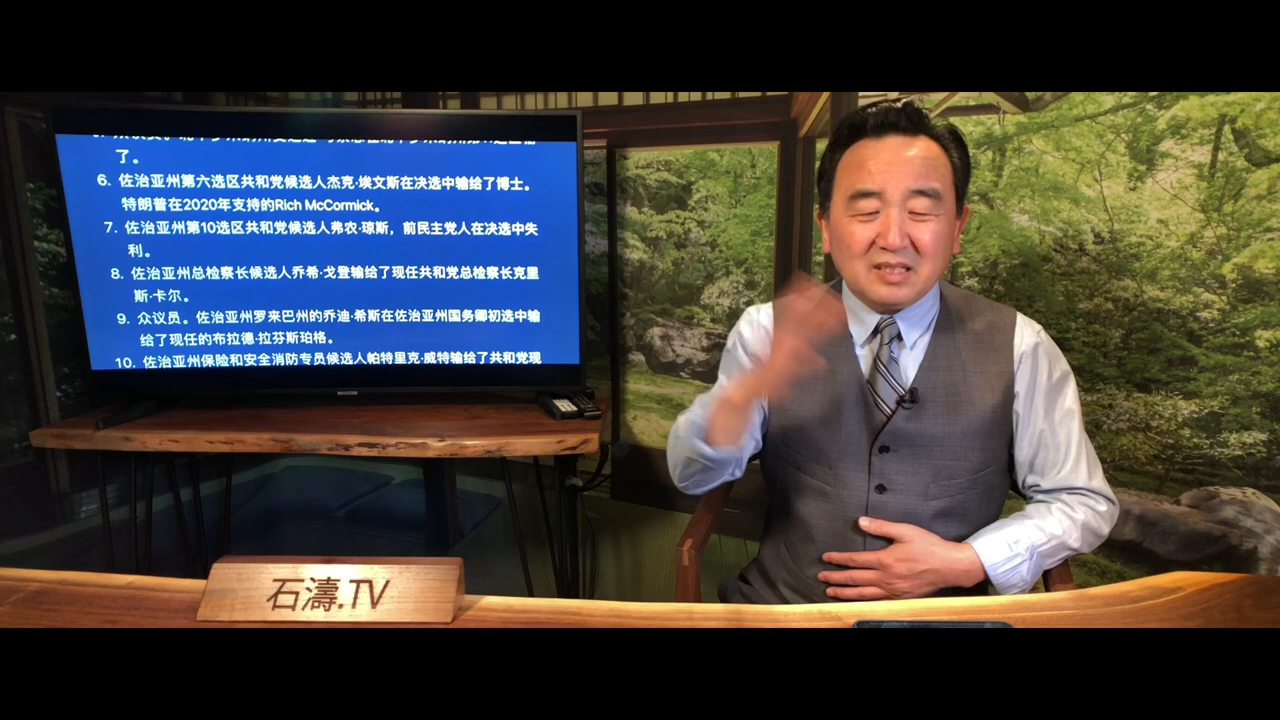 了。
6. 佐治亚州第六选区共和党候选人杰克·埃文斯在决选中输给了博士。
特朗普在2020年支持的Rich McCormick。
7. 佐治亚州第10选区共和党候选人弗农·琼斯，前民主党人在决选中失
利。
8. 佐治亚州总检察长候选人乔希·戈登输给了现任共和党总检察长克里
斯·卡尔。
9. 众议员。佐治亚州罗来巴州的乔迪·希斯在佐治亚州国务卿初选中输
给了现任的布拉德·拉芬斯珀格。
10. 佐治亚州保险和安全消防专员候选人帕特里克·威特输给了共和党现
石濤.TV